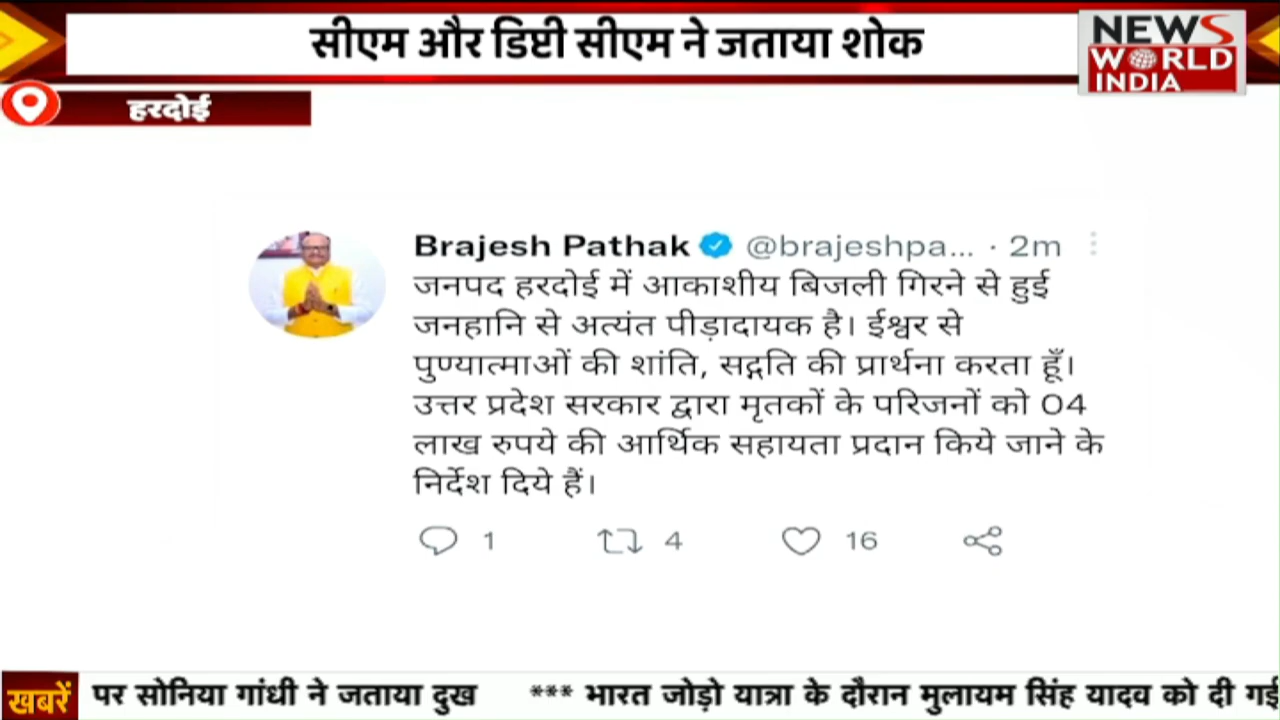 सीएम और डिप्टी सीएम ने जताया शोक
NEWS
WORLD
INDIA
हरदोई
Brajesh Pathak @brajeshpa... · 2m
जनपद हरदोई में आकाशीय बिजली गिरने से हुई
जनहानि से अत्यंत पीड़ादायक है। ईश्वर से
पुण्यात्माओं की शांति, सद्गति की प्रार्थना करता हूँ।
उत्तर प्रदेश सरकार द्वारा मृतकों के परिजनों को 04
लाख रुपये की आर्थिक सहायता प्रदान किये जाने के
निर्देश दिये हैं।
1 4 16
खबरें पर सोनिया गांधी ने जताया दुख *** भारत जोड़ो यात्रा के दौरान मुलायम सिंह यादव को दी गई